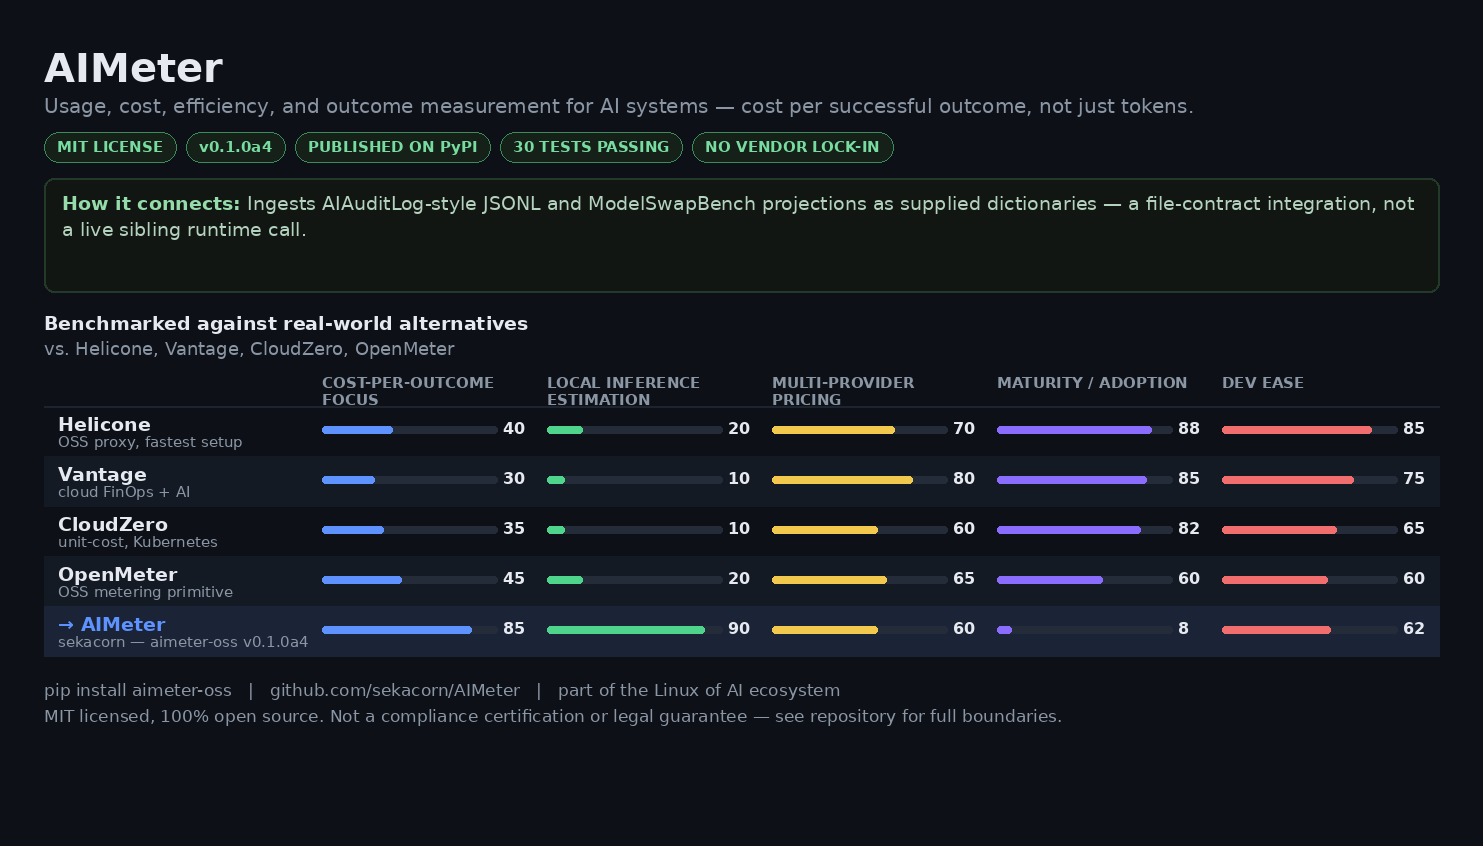 AIMeter
Usage, cost, efficiency, and outcome measurement for AI systems — cost per successful outcome, not just tokens.
MIT LICENSE v0.1.0a4 PUBLISHED ON PyPI 30 TESTS PASSING NO VENDOR LOCK-IN
How it connects: Ingests AIAuditLog-style JSONL and ModelSwapBench projections as supplied dictionaries — a file-contract integration, not
a live sibling runtime call.
Benchmarked against real-world alternatives
vs. Helicone, Vantage, CloudZero, OpenMeter
COST-PER-OUTCOME LOCAL INFERENCE MULTI-PROVIDER MATURITY / ADOPTION DEV EASE
FOCUS ESTIMATION PRICING
Helicone 40 20 70 88 85
OSS proxy, fastest setup
Vantage 30 10 80 85 75
cloud FinOps + AI
CloudZero 35 10 60 82 65
unit-cost, Kubernetes
OpenMeter 45 20 65 60 60
OSS metering primitive
→ AIMeter 85 90 60 8 62
sekacorn — aimeter-oss v0.1.0a4
pip install aimeter-oss | github.com/sekacorn/AIMeter | part of the Linux of AI ecosystem
MIT licensed, 100% open source. Not a compliance certification or legal guarantee — see repository for full boundaries.